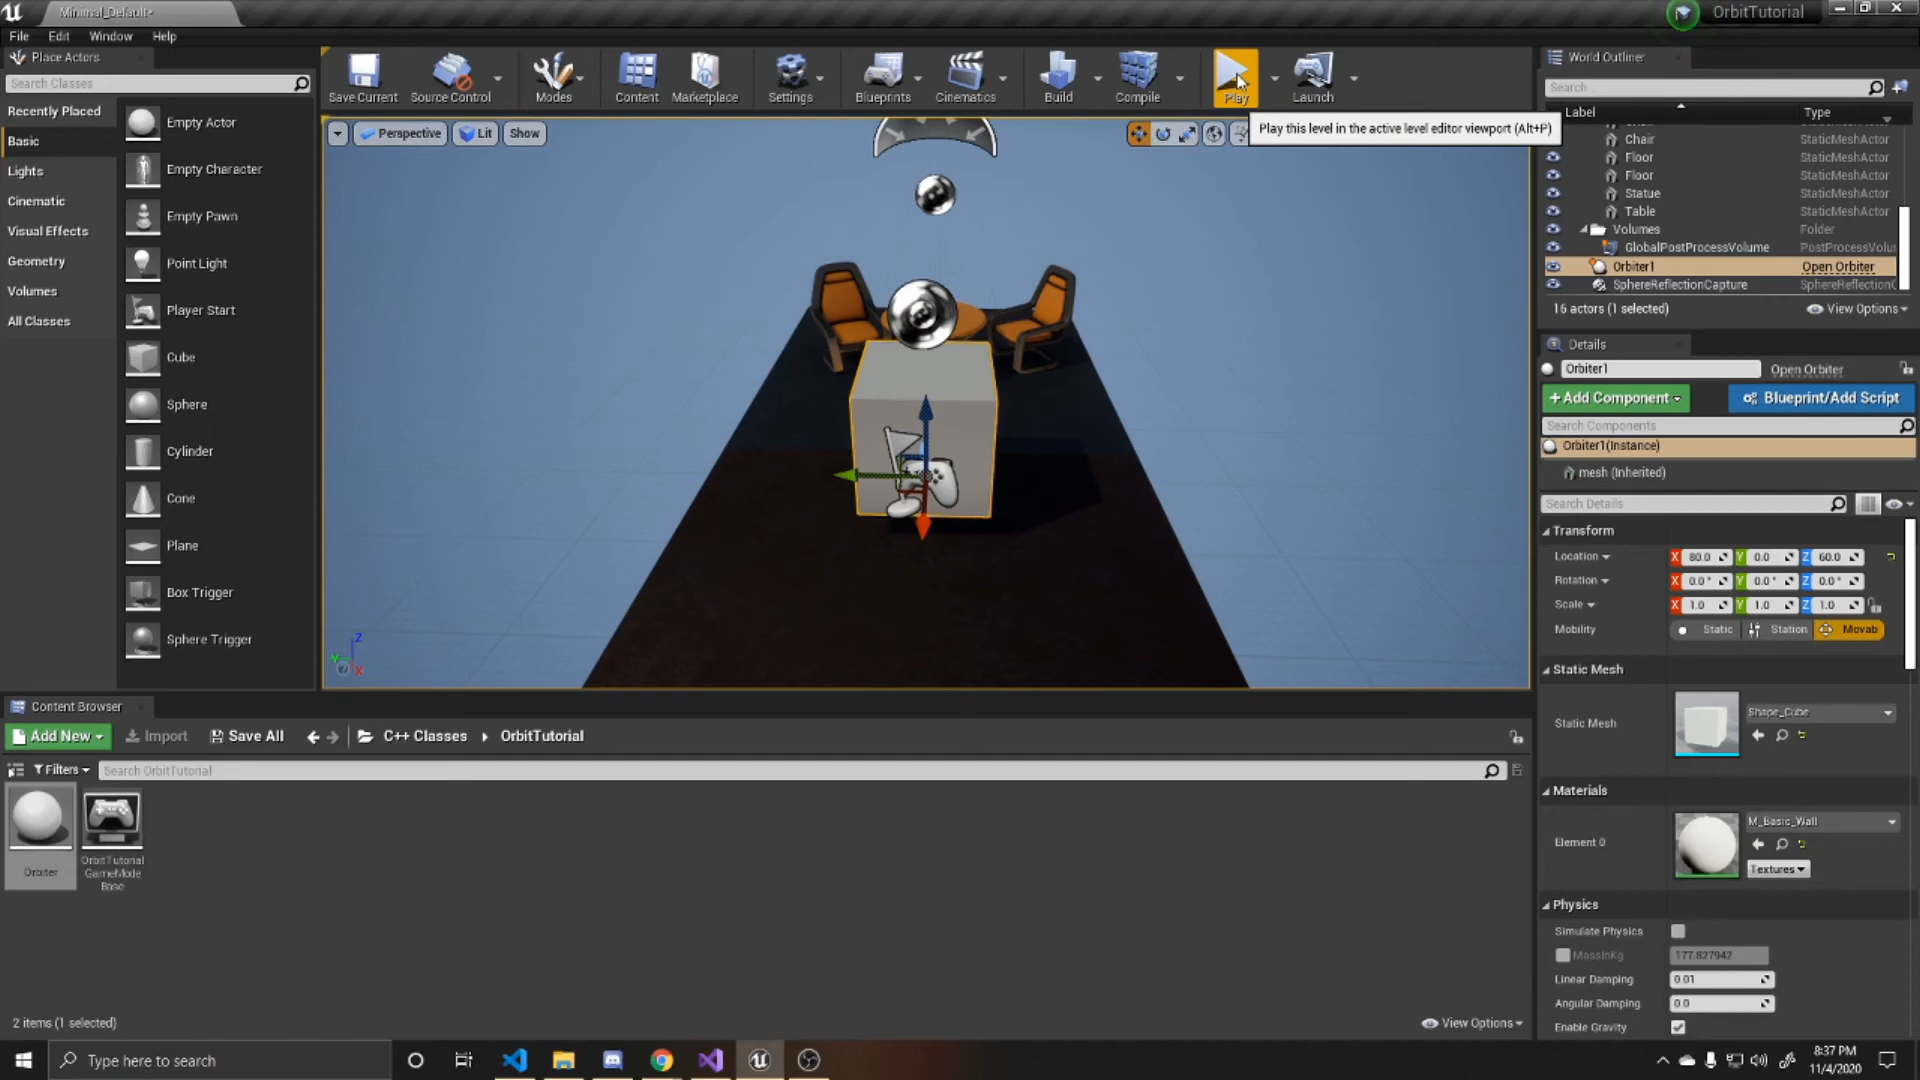 Minimal_Default*
OrbitTutorial
File Edit Window Help
Place Actors
Search Classes
Recently Placed
Basic
Lights
Cinematic
Visual Effects
Geometry
Volumes
All Classes
Empty Actor
Empty Character
Empty Pawn
Point Light
Player Start
Cube
Sphere
Cylinder
Cone
Plane
Box Trigger
Sphere Trigger
Save Current
Source Control
Modes
Content
Marketplace
Settings
Blueprints
Cinematics
Build
Compile
Play
Launch
Play this level in the active level editor viewport (Alt+P)
Perspective
Lit
Show
Z
Y
X
World Outliner
Search...
Label Type
Chair StaticMeshActor
Floor StaticMeshActor
Floor StaticMeshActor
Statue StaticMeshActor
Table StaticMeshActor
Volumes Folder
GlobalPostProcessVolume PostProcessVolu
Orbiter1 Open Orbiter
SphereReflectionCapture SphereReflectionC
16 actors (1 selected)
View Options
Details
Orbiter1
Open Orbiter
+Add Component
Blueprint/Add Script
Search Components
Orbiter1(Instance)
mesh (Inherited)
Search Details
Transform
Location X 80.0 Y 0.0 Z 60.0
Rotation X 0.0° Y 0.0° Z 0.0°
Scale X 1.0 Y 1.0 Z 1.0
Mobility Static Station Movab
Static Mesh
Static Mesh
Shape_Cube
Materials
Element 0
M_Basic_Wall
Textures
Physics
Simulate Physics
MassInKg 177.827942
Linear Damping 0.01
Angular Damping 0.0
Enable Gravity
Content Browser
Add New
Import
Save All
C++ Classes
OrbitTutorial
Filters
Search OrbitTutorial
Orbiter
OrbitTutorial
GameMode
Base
2 items (1 selected)
View Options
Type here to search
8:37 PM
11/4/2020